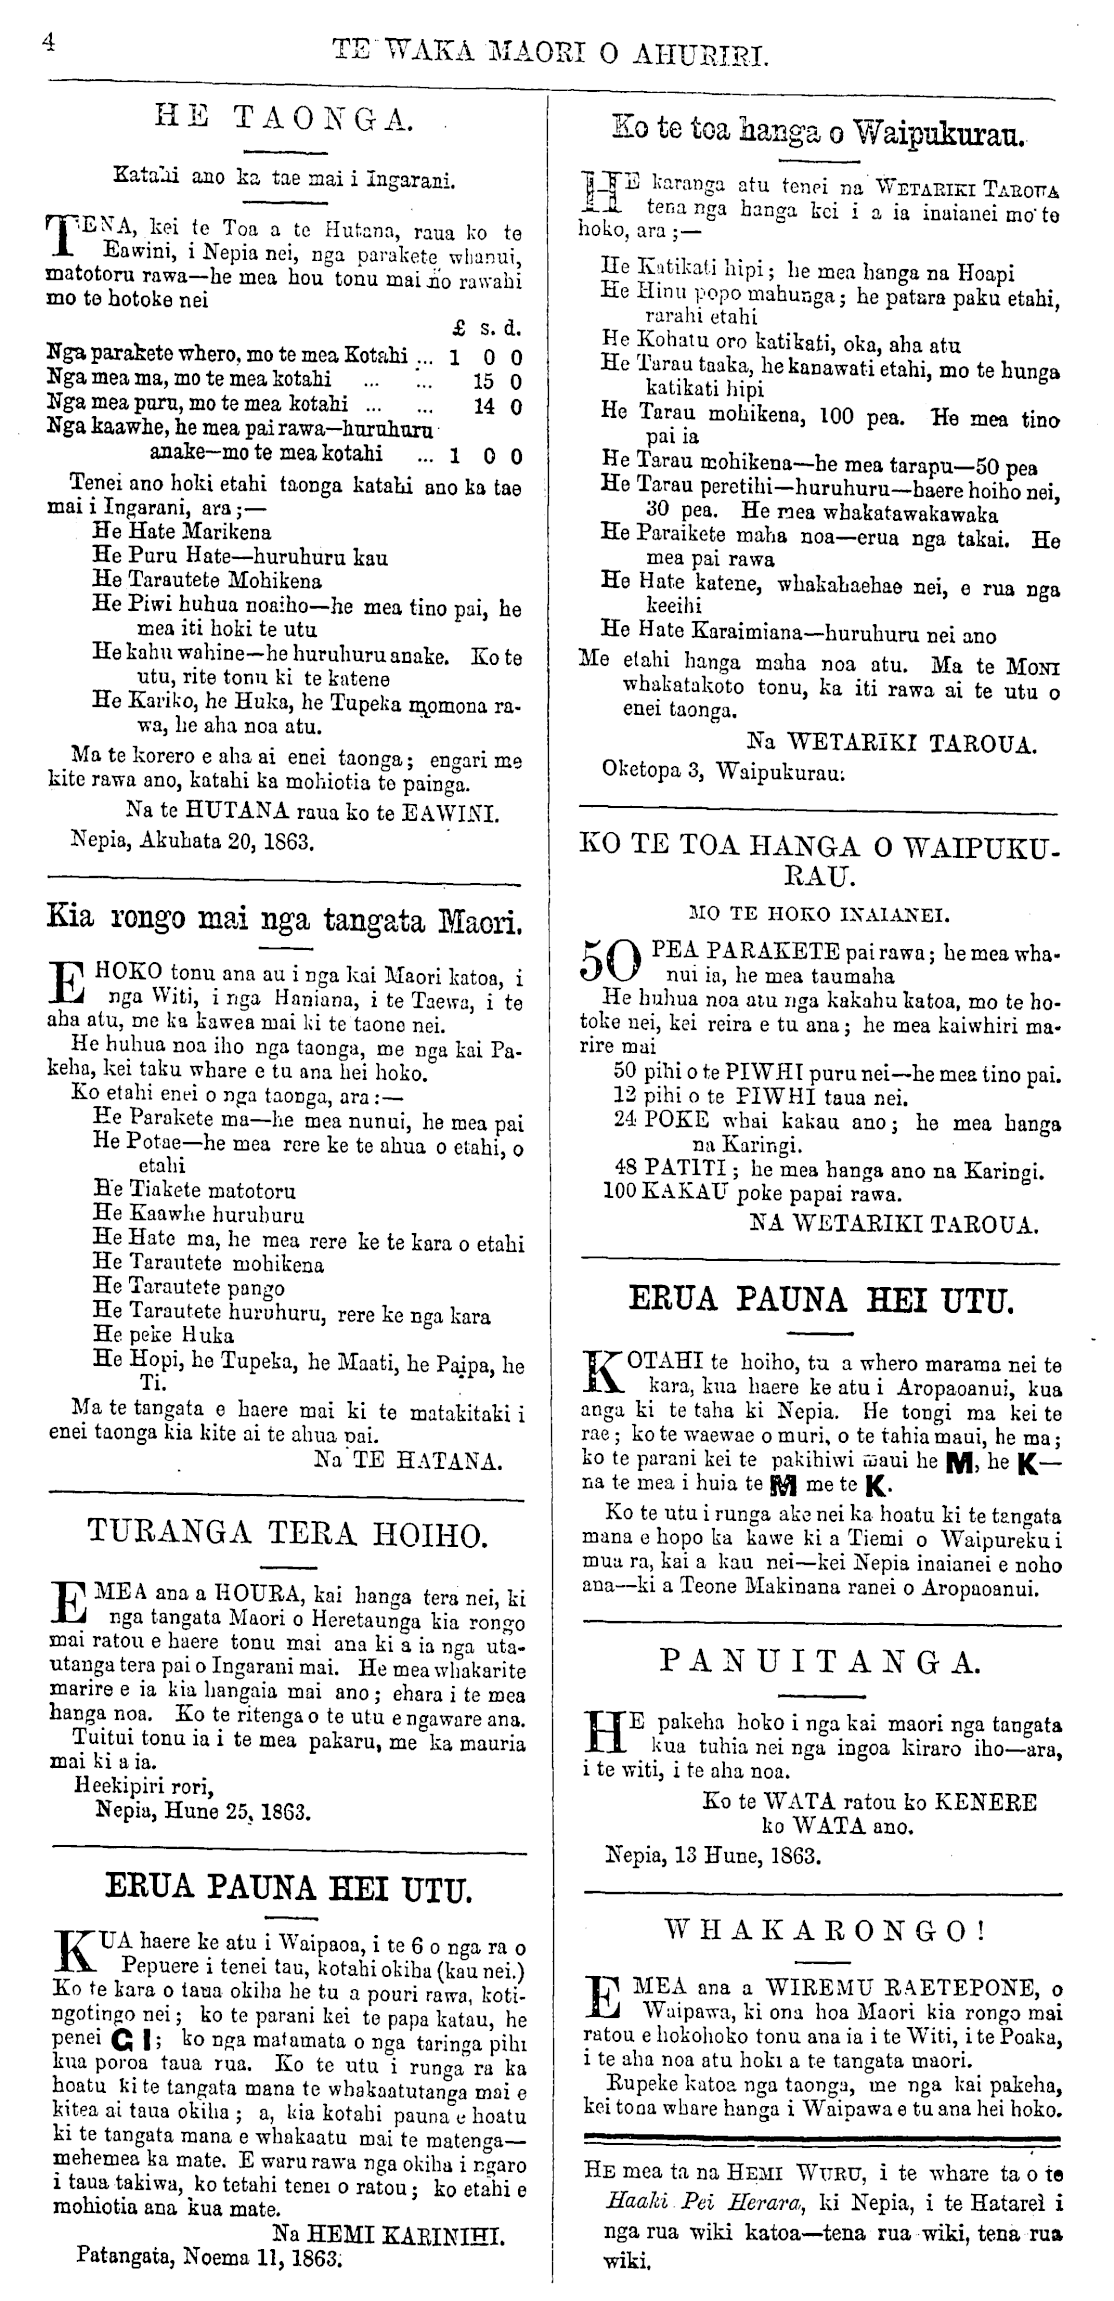 4
TE WAKA MAORI O AHURIRI.
HE TAONGA.
Katahi ano ka tae mai i Ingarani.
TENA, kei te Toa a te Hutana, raua ko te
Eawini, i Nepia nei, nga parakete whanui,
matotoru rawa—he mea hou tonu mai no rawahi
mo te hotoke nei
£ s. d.
Nga parakete whero, mo te mea Kotahi ... 1 0 0
Nga mea ma, mo te mea kotahi ... ... 15 0
Nga mea puru, mo te mea kotahi ... ... 14 0
Nga kaawhe, he mea pai rawa—huruhuru
anake—mo te mea kotahi ... 1 0 0
Tenei ano hoki etahi taonga katahi ano ka tae
mai i Ingarani, ara;—
He Hate Marikena
He Puru Hate—huruhuru kau
He Tarautete Mohikena
He Piwi huhua noaiho—he mea tino pai, he
mea iti hoki te utu
He kahu wahine—he huruhuru anake. Ko te
utu, rite tonu ki te katene
He Kariko, he Huka, he Tupeka momona ra-
wa, he aha noa atu.
Ma te korero e aha ai enei taonga; engari me
kite rawa ano, katahi ka mohiotia te painga.
Na te HUTANA raua ko te EAWINI.
Nepia, Akuhata 20, 1863.
Kia rongo mai nga tangata Maori.
E HOKO tonu ana au i nga kai Maori katoa, i
nga Witi, i nga Haniana, i te Taewa, i te
aha atu, me ka kawea mai ki te taone nei.
He huhua noa iho nga taonga, me nga kai Pa-
keha, kei taku whare e tu ana hei hoko.
Ko etahi enei o nga taonga, ara:—
He Parakete ma—he mea nunui, he mea pai
He Potae—he mea rere ke te ahua o etahi, o
etahi
He Tiakete matotoru
He Kaawhe huruhuru
He Hate ma, he mea rere ke te kara o etahi
He Tarautete mohikena
He Tarautete pango
He Tarautete huruhuru, rere ke nga kara
He peke Huka
He Hopi, he Tupeka, he Maati, he Paipa, he
Ti.
Ma te tangata e haere mai ki te matakitaki i
enei taonga kia kite ai te ahua pai.
Na TE HATANA.
TURANGA TERA HOIHO.
E MEA ana a HOURA, kai hanga tera nei, ki
nga tangata Maori o Heretaunga kia rongo
mai ratou e haere tonu mai ana ki a ia nga uta-
utanga tera pai o Ingarani mai. He mea whakarite
marire e ia kia hangaia mai ano; ehara i te mea
hanga noa. Ko te ritenga o te utu e ngaware ana.
Tuitui tonu ia i te mea pakaru, me ka mauria
mai ki a ia.
Heekipiri rori,
Nepia, Hune 25, 1863.
ERUA PAUNA HEI UTU.
KUA haere ke atu i Waipaoa, i te 6 o nga ra o
Pepuere i tenei tau, kotahi okiha (kau nei.)
Ko te kara o taua okiha he tu a pouri rawa, koti-
ngotingo nei; ko te parani kei te papa katau, he
penei G I; ko nga matamata o nga taringa pihi
kua poroa taua rua. Ko te utu i runga ra ka
hoatu ki te tangata mana te whakaatutanga mai e
kitea ai taua okiha; a, kia kotahi pauna e hoatu
ki te tangata mana e whakaatu mai te matenga—
mehemea ka mate. E waru rawa nga okiha i ngaro
i taua takiwa, ko tetahi tenei o ratou; ko etahi e
mohiotia ana kua mate.
Na HEMI KARINIHI.
Patangata, Noema 11, 1863.
Ko te toa hanga o Waipukurau.
HE karanga atu tenei na WETARIKI TAROUA
tena nga hanga kei i a ia inaianei mo te
hoko, ara;—
He Katikati hipi; he mea hanga na Hoapi
He Hinu popo mahunga; he patara paku etahi,
rarahi etahi
He Kohatu oro katikati, oka, aha atu
He Tarau taaka, he kanawati etahi, mo te hunga
katikati hipi
He Tarau mohikena, 100 pea. He mea tino
pai ia
He Tarau mohikena—he mea tarapu—50 pea
He Tarau peretihi—huruhuru—haere hoiho nei,
30 pea. He mea whakatawakawaka
He Paraikete maha noa—erua nga takai. He
mea pai rawa
He Hate katene, whakahaehae nei, e rua nga
keeihi
He Hate Karaimiana—huruhuru nei ano
Me etahi hanga maha noa atu. Ma te MONI
whakatakoto tonu, ka iti rawa ai te utu o
enei taonga.
Na WETARIKI TAROUA.
Oketopa 3, Waipukurau.
KO TE TOA HANGA O WAIPUKU-
RAU.
MO TE HOKO INAIANEI.
50 PEA PARAKETE pai rawa; he mea wha-
nui ia, he mea taumaha
He huhua noa atu nga kakahu katoa, mo te ho-
toke nei, kei reira e tu ana; he mea kaiwhiri ma-
rire mai
50 pihi o te PIWHI puru nei—he mea tino pai.
12 pihi o te PIWHI taua nei.
24 POKE whai kakau ano; he mea hanga
na Karingi.
48 PATITI; he mea hanga ano na Karingi.
100 KAKAU poke papai rawa.
NA WETARIKI TAROUA.
ERUA PAUNA HEI UTU.
KOTAHI te hoiho, tu a whero marama nei te
kara, kua haere ke atu i Aropaoanui, kua
anga ki te taha ki Nepia. He tongi ma kei te
rae; ko te waewae o muri, o te tahia maui, he ma;
ko te parani kei te pakihiwi maui he M, he K—
na te mea i huia te M me te K.
Ko te utu i runga ake nei ka hoatu ki te tangata
mana e hopo ka kawe ki a Tiemi o Waipureku i
mua ra, kai a kau nei—kei Nepia inaianei e noho
ana—ki a Teone Makinana ranei o Aropaoanui.
PANUITANGA.
HE pakeha hoko i nga kai maori nga tangata
kua tuhia nei nga ingoa kiraro iho—ara,
i te witi, i te aha noa.
Ko te WATA ratou ko KENERE
ko WATA ano.
Nepia, 13 Hune, 1863.
WHAKARONGO!
E MEA ana a WIREMU RAETEPONE, o
Waipawa, ki ona hoa Maori kia rongo mai
ratou e hokohoko tonu ana ia i te Witi, i te Poaka,
i te aha noa atu hoki a te tangata maori.
Rupeke katoa nga taonga, me nga kai pakeha,
kei tona whare hanga i Waipawa e tu ana hei hoko.
HE mea ta na HEMI WURU, i te whare ta o te
Haaki Pei Herara, ki Nepia, i te Hatarei i
nga rua wiki katoa—tena rua wiki, tena rua
wiki.